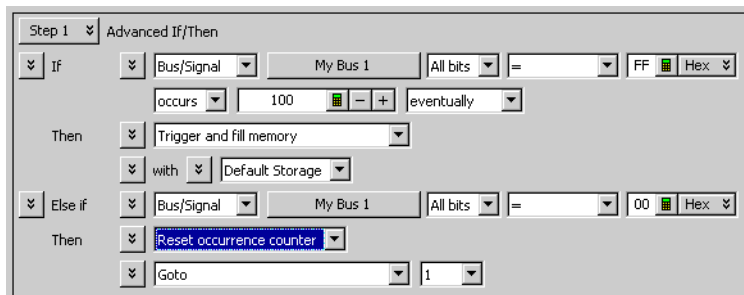 Step 1 Advanced If/Then
If Bus/Signal My Bus 1 All bits = FF Hex
occurs 100 - + eventually
Then Trigger and fill memory
with Default Storage
Else if Bus/Signal My Bus 1 All bits = 00 Hex
Then Reset occurrence counter
Goto 1